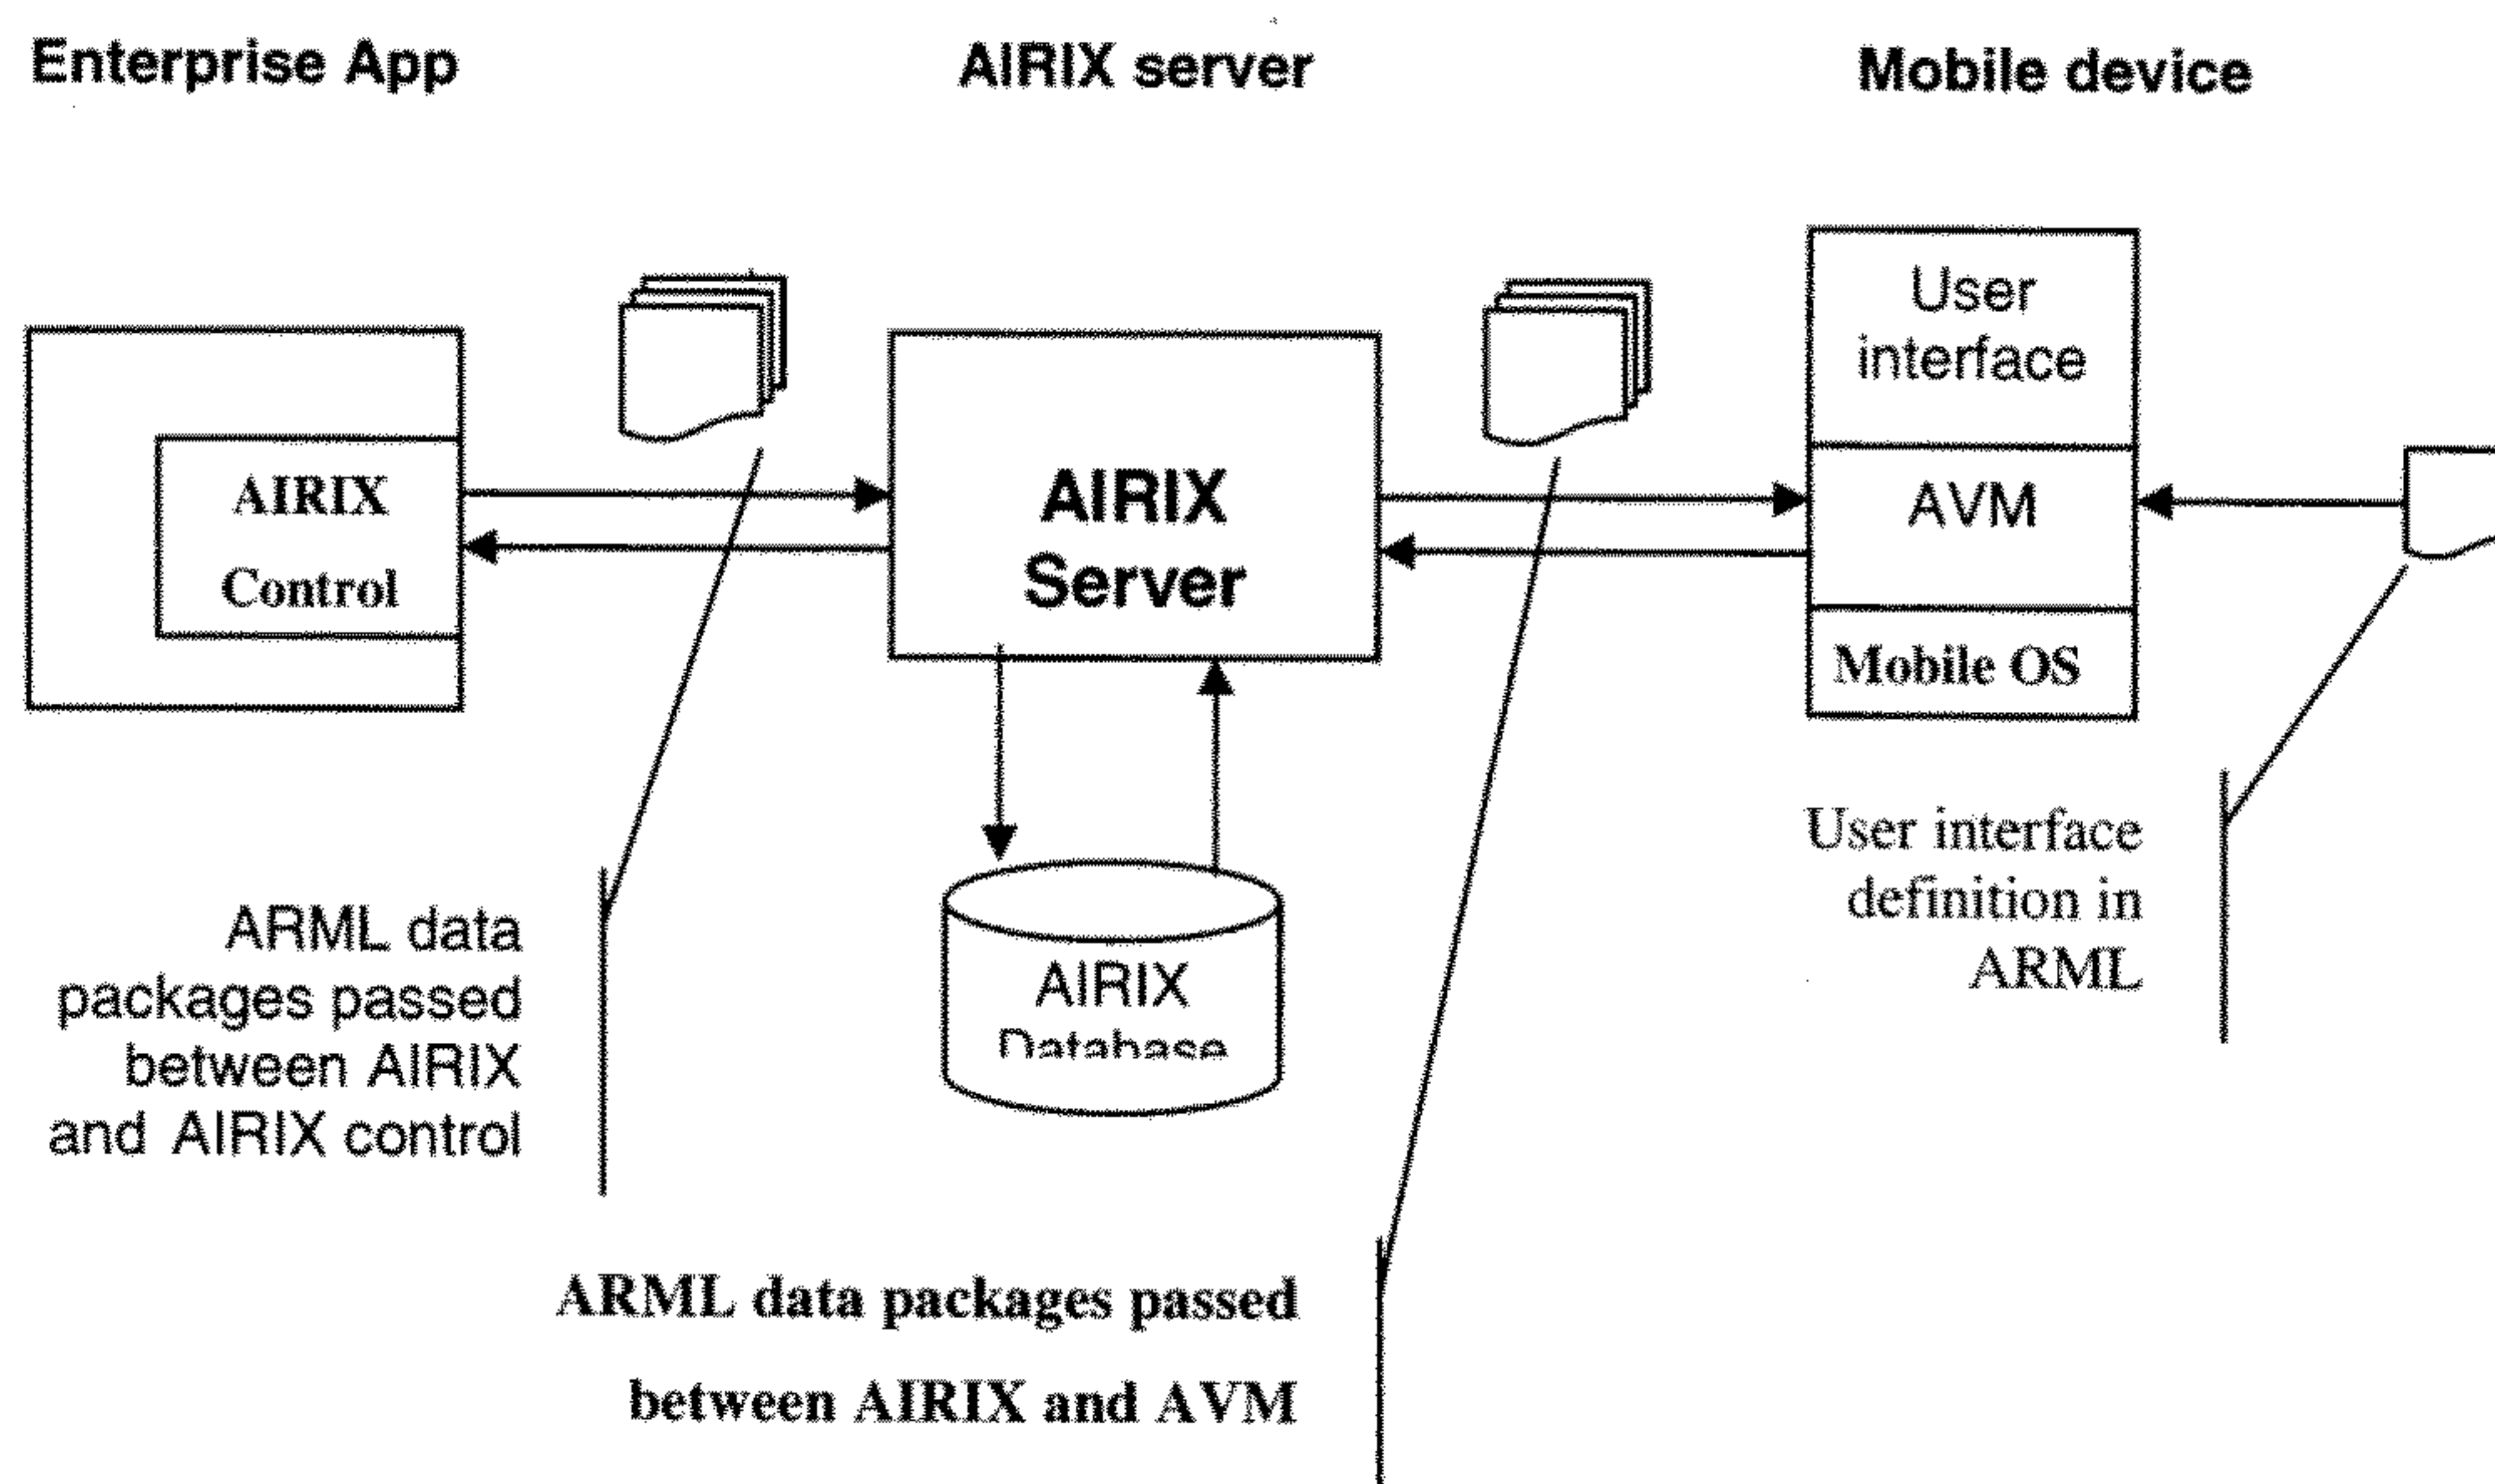 Enterprise App
AIRIX server
Mobile device
AIRIX
Control
AIRIX
Server
User
interface
AVM
Mobile OS
AIRIX
Database
ARML data
packages passed
between AIRIX
and AIRIX control
User interface
definition in
ARML
ARML data packages passed
between AIRIX and AVM